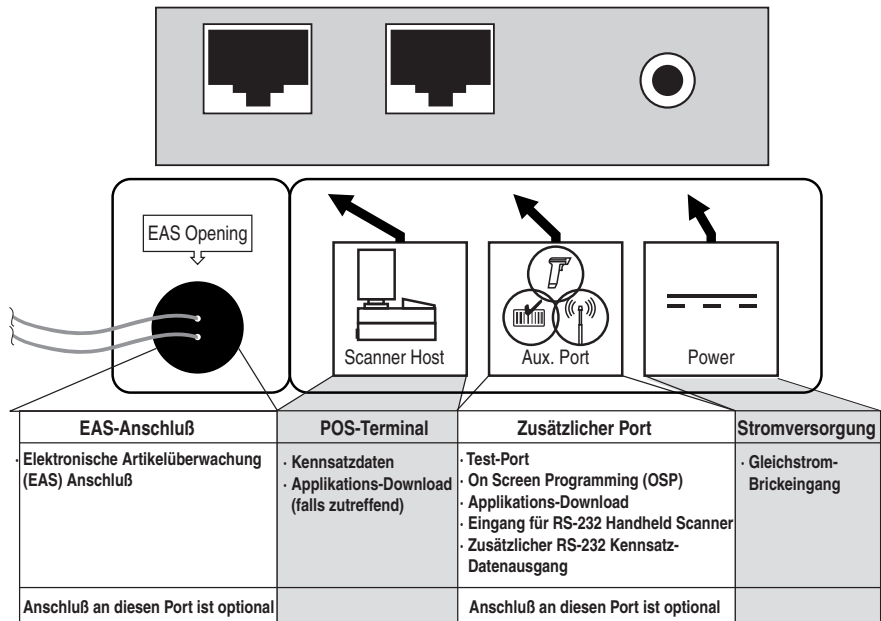 EAS Opening
Scanner Host
Aux. Port
Power
EAS-Anschluß
POS-Terminal
Zusätzlicher Port
Stromversorgung
· Elektronische Artikelüberwachung
(EAS) Anschluß
· Kennsatzdaten
· Applikations-Download
(falls zutreffend)
· Test-Port
· On Screen Programming (OSP)
· Applikations-Download
· Eingang für RS-232 Handheld Scanner
· Zusätzlicher RS-232 Kennsatz-
Datenausgang
· Gleichstrom-
Brickeingang
Anschluß an diesen Port ist optional
Anschluß an diesen Port ist optional